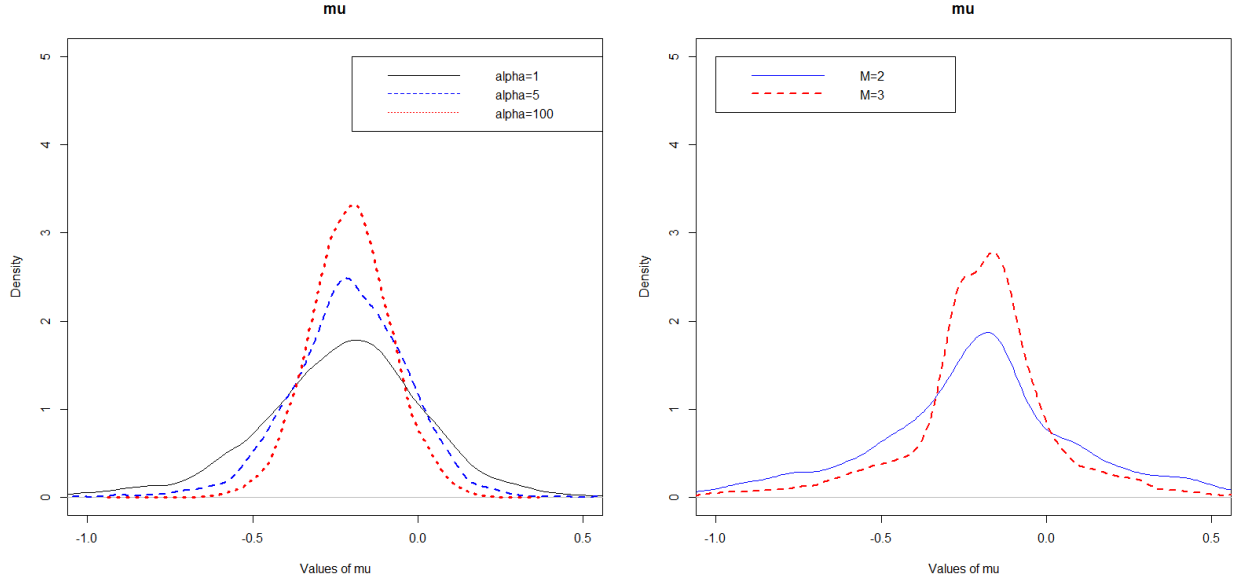 mu
5
4
3
2
1
0
Density
alpha=1
alpha=5
alpha=100
-1.0 -0.5 0.0 0.5
Values of mu
mu
5
4
3
2
1
0
Density
M=2
M=3
-1.0 -0.5 0.0 0.5
Values of mu